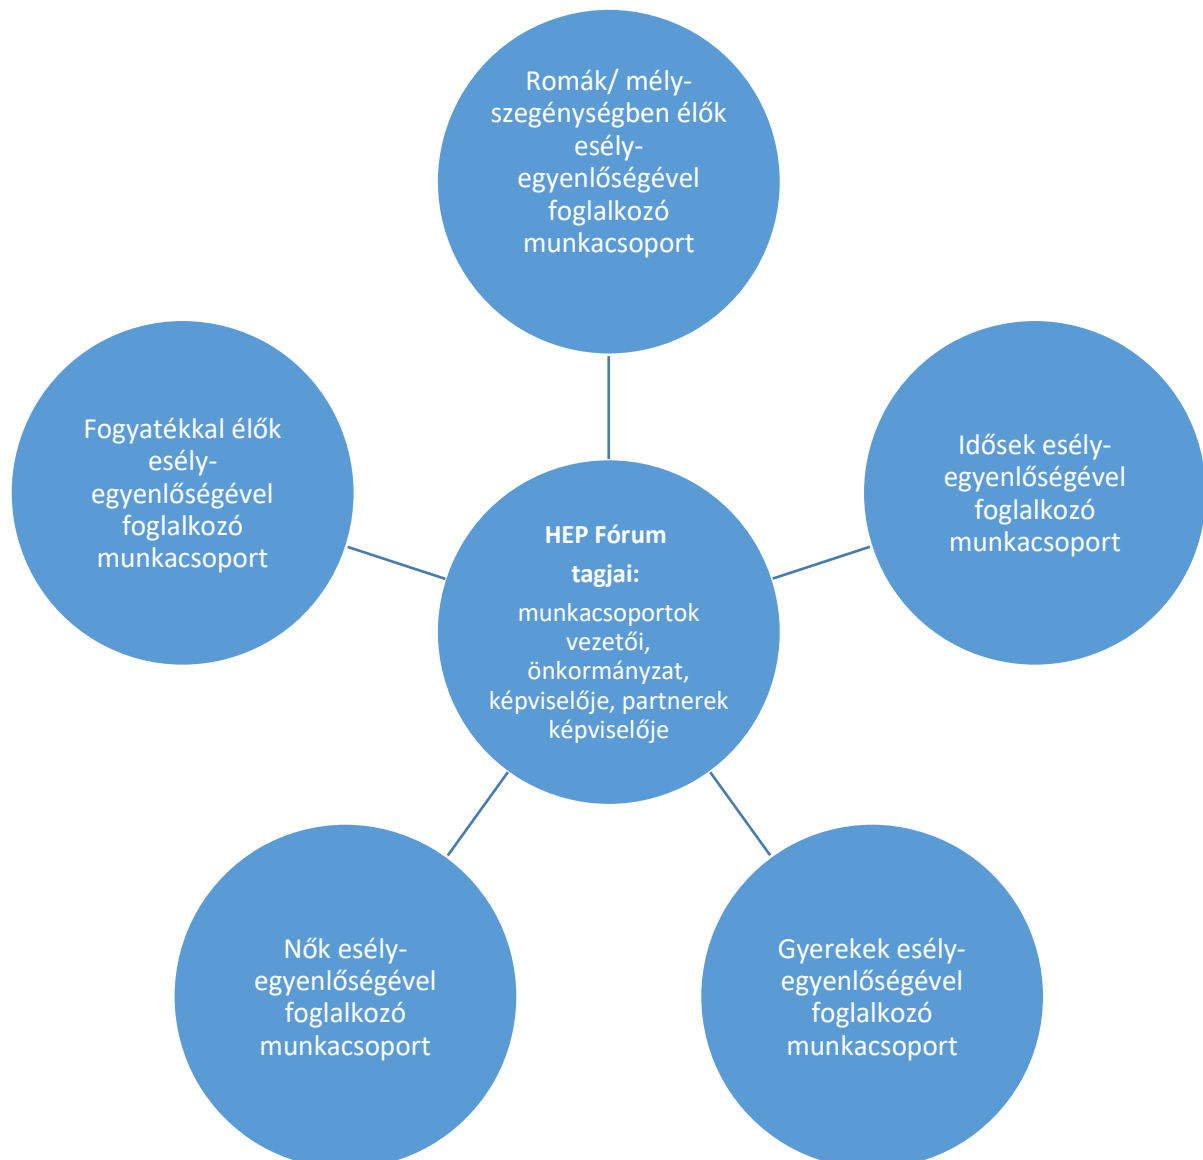 Romák/ mély-
szegénységben élők
esély-
egyenlőségével
foglalkozó
munkacsoport
Fogyatékkal élők
esély-
egyenlőségével
foglalkozó
munkacsoport
Idősek esély-
egyenlőségével
foglalkozó
munkacsoport
HEP Fórum
tagjai:
munkacsoportok
vezetői,
önkormányzat,
képviselője, partnerek
képviselője
Nők esély-
egyenlőségével
foglalkozó
munkacsoport
Gyerekek esély-
egyenlőségével
foglalkozó
munkacsoport